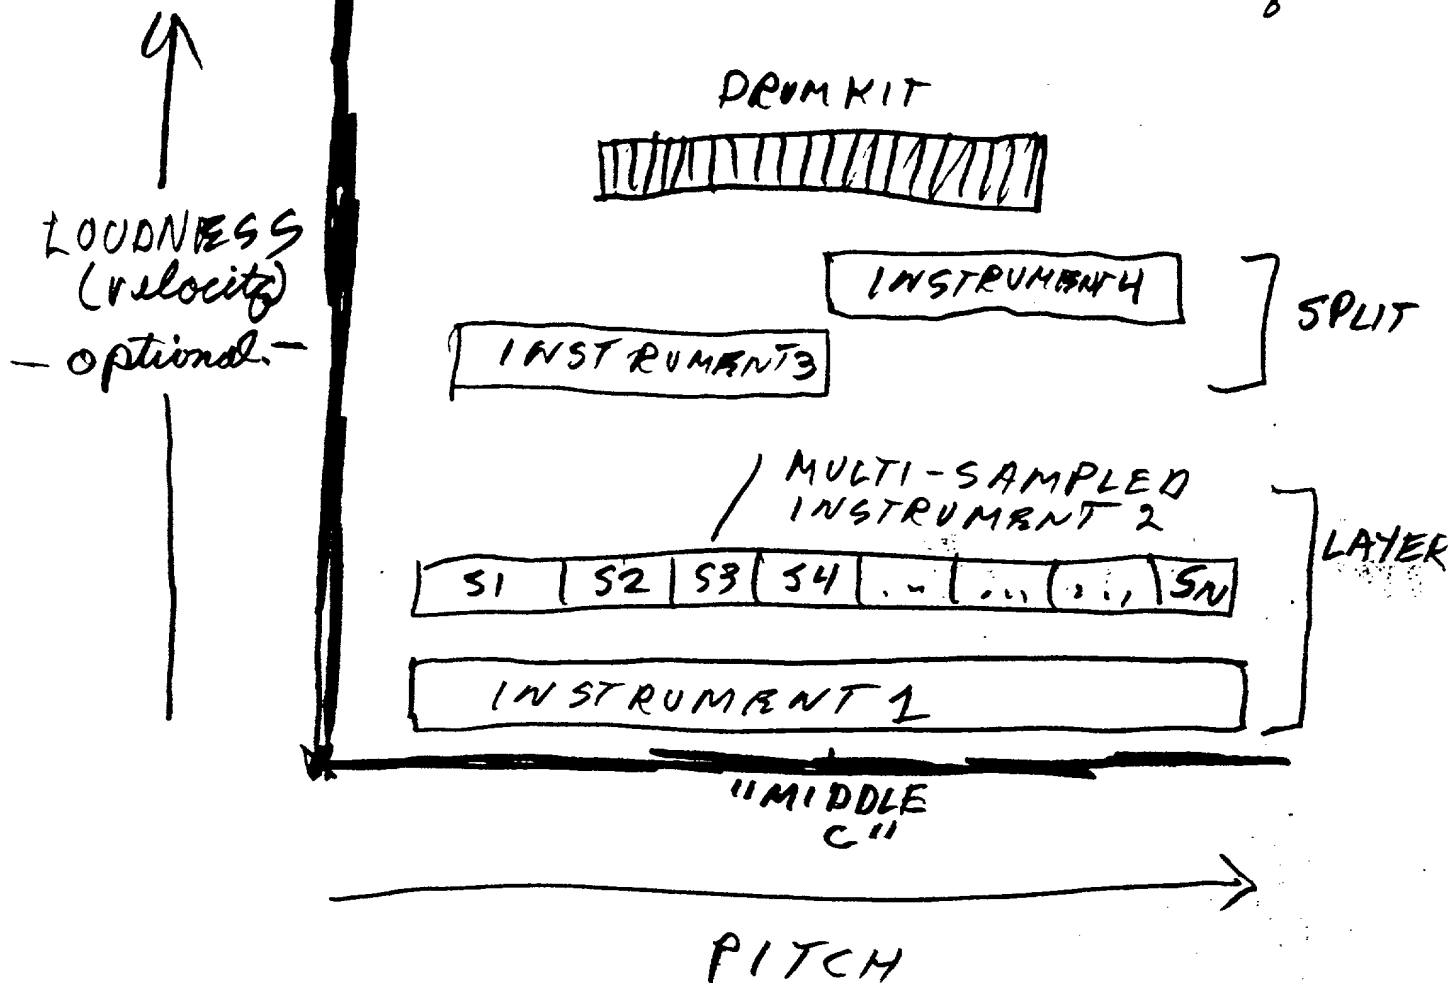 DRUM KIT
LOUDNESS
(velocity)
- optional. -
INSTRUMENT 4
SPLIT
INSTRUMENT 3
MULTI-SAMPLED
INSTRUMENT 2
LAYER
S1 S2 S3 S4 ... ... ... SN
INSTRUMENT 1
"MIDDLE
C"
PITCH